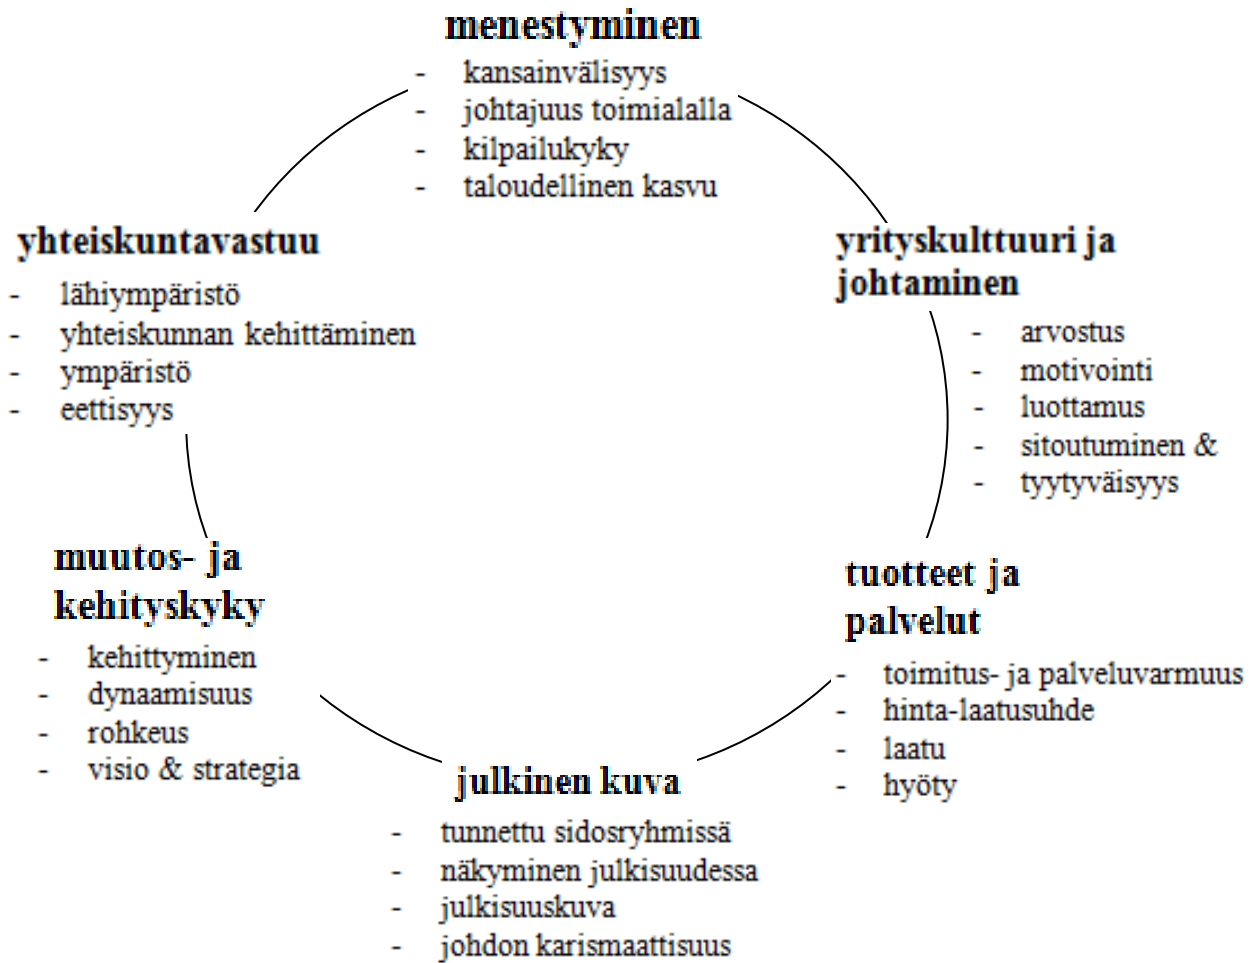 menestyminen
- kansainvälisyys
- johtajuus toimialalla
- kilpailukyky
- taloudellinen kasvu
yrityskulttuuri ja
johtaminen
- arvostus
- motivointi
- luottamus
- sitoutuminen &
- tyytyväisyys
tuotteet ja
palvelut
- toimitus- ja palveluvarmuus
- hinta-laatusuhde
- laatu
- hyöty
julkinen kuva
- tunnettu sidosryhmissä
- näkyminen julkisuudessa
- julkisuuskuva
- johdon karismaattisuus
muutos- ja
kehityskyky
- kehittyminen
- dynaamisuus
- rohkeus
- visio & strategia
yhteiskuntavastuu
- lähiympäristö
- yhteiskunnan kehittäminen
- ympäristö
- eettisyys